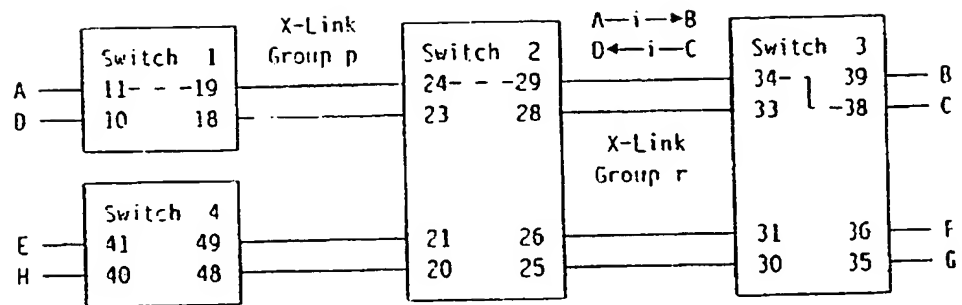 X-Link
Group p
A—i→B
D←i—C
Switch 1
A 11- - -19
D 10 18
Switch 2
24- - -29
23 28
21 26
20 25
Switch 3
34- 39 B
33 -38 C
31 36 F
30 35 G
X-Link
Group r
Switch 4
E 41 49
H 40 48